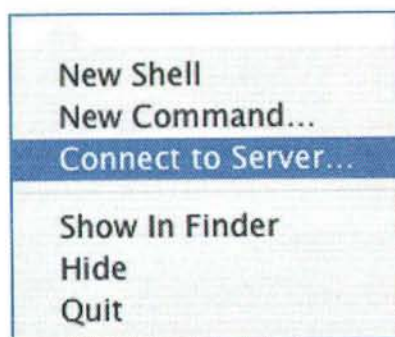 New Shell
New Command...
Connect to Server...
Show In Finder
Hide
Quit